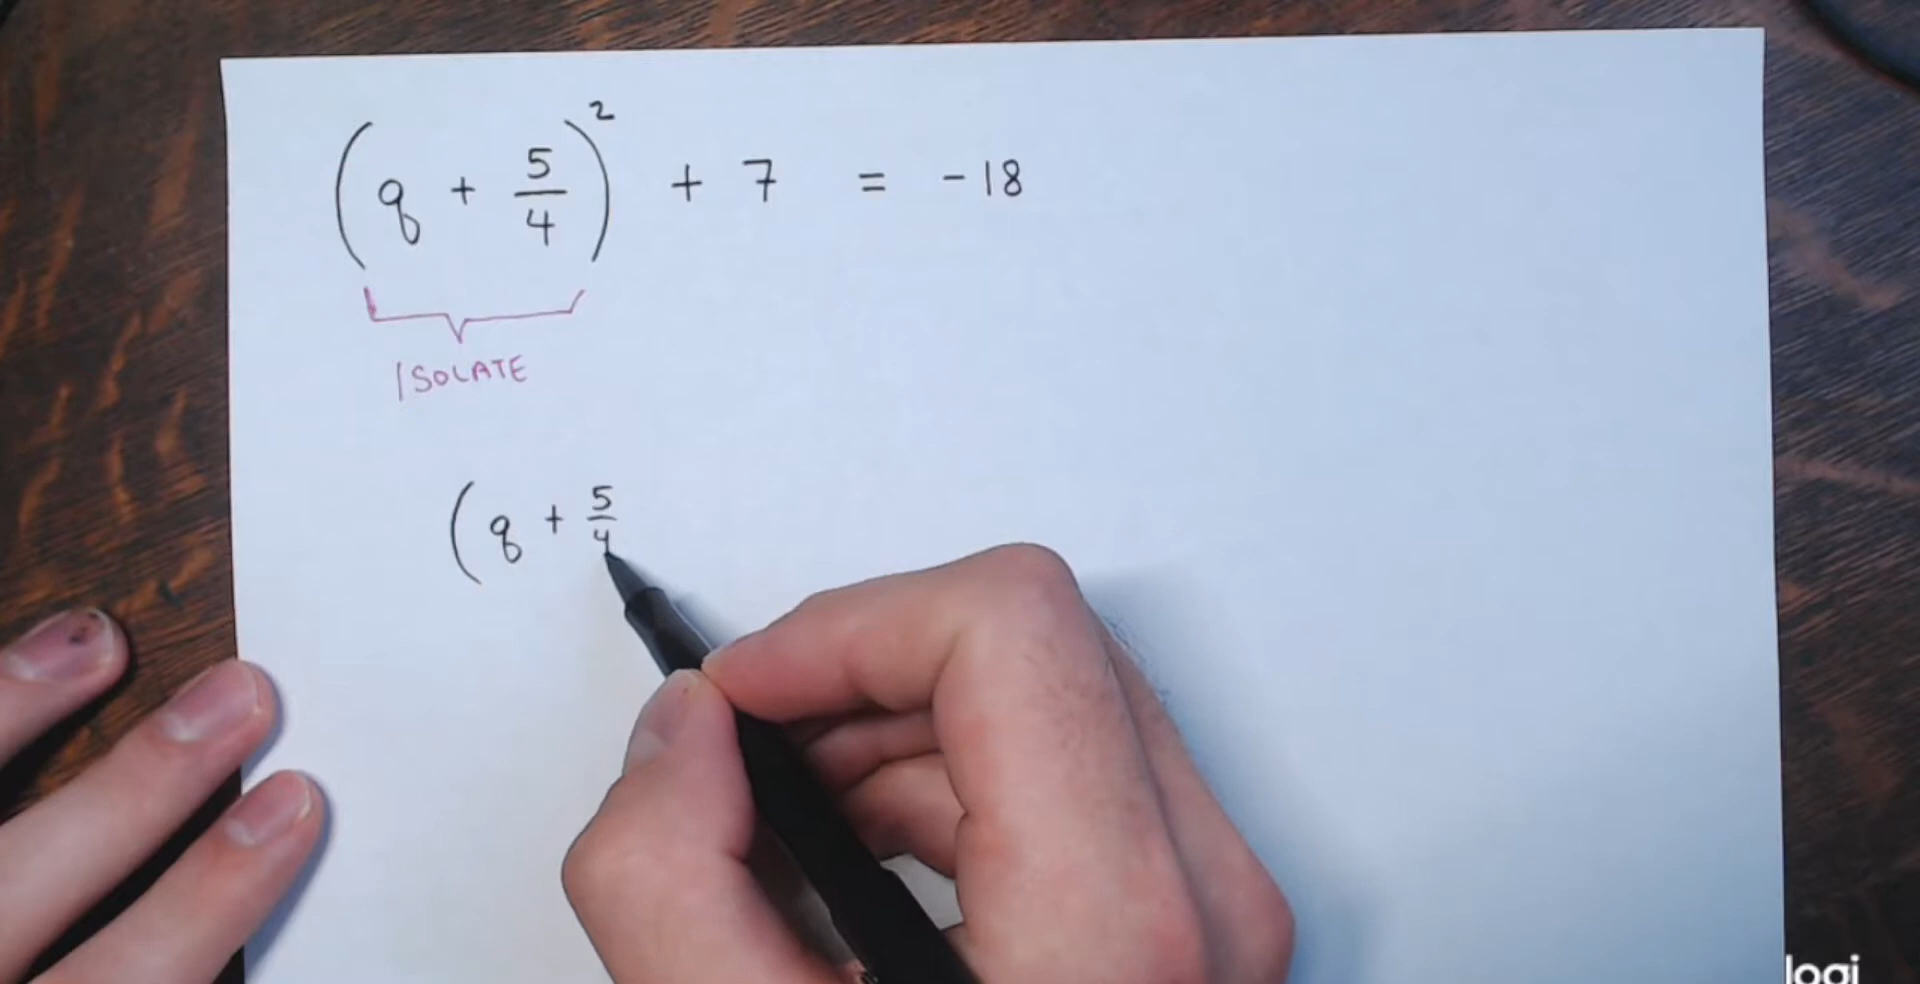 (q + 5/4)² + 7 = -18
ISOLATE
(q + 5/4
logi